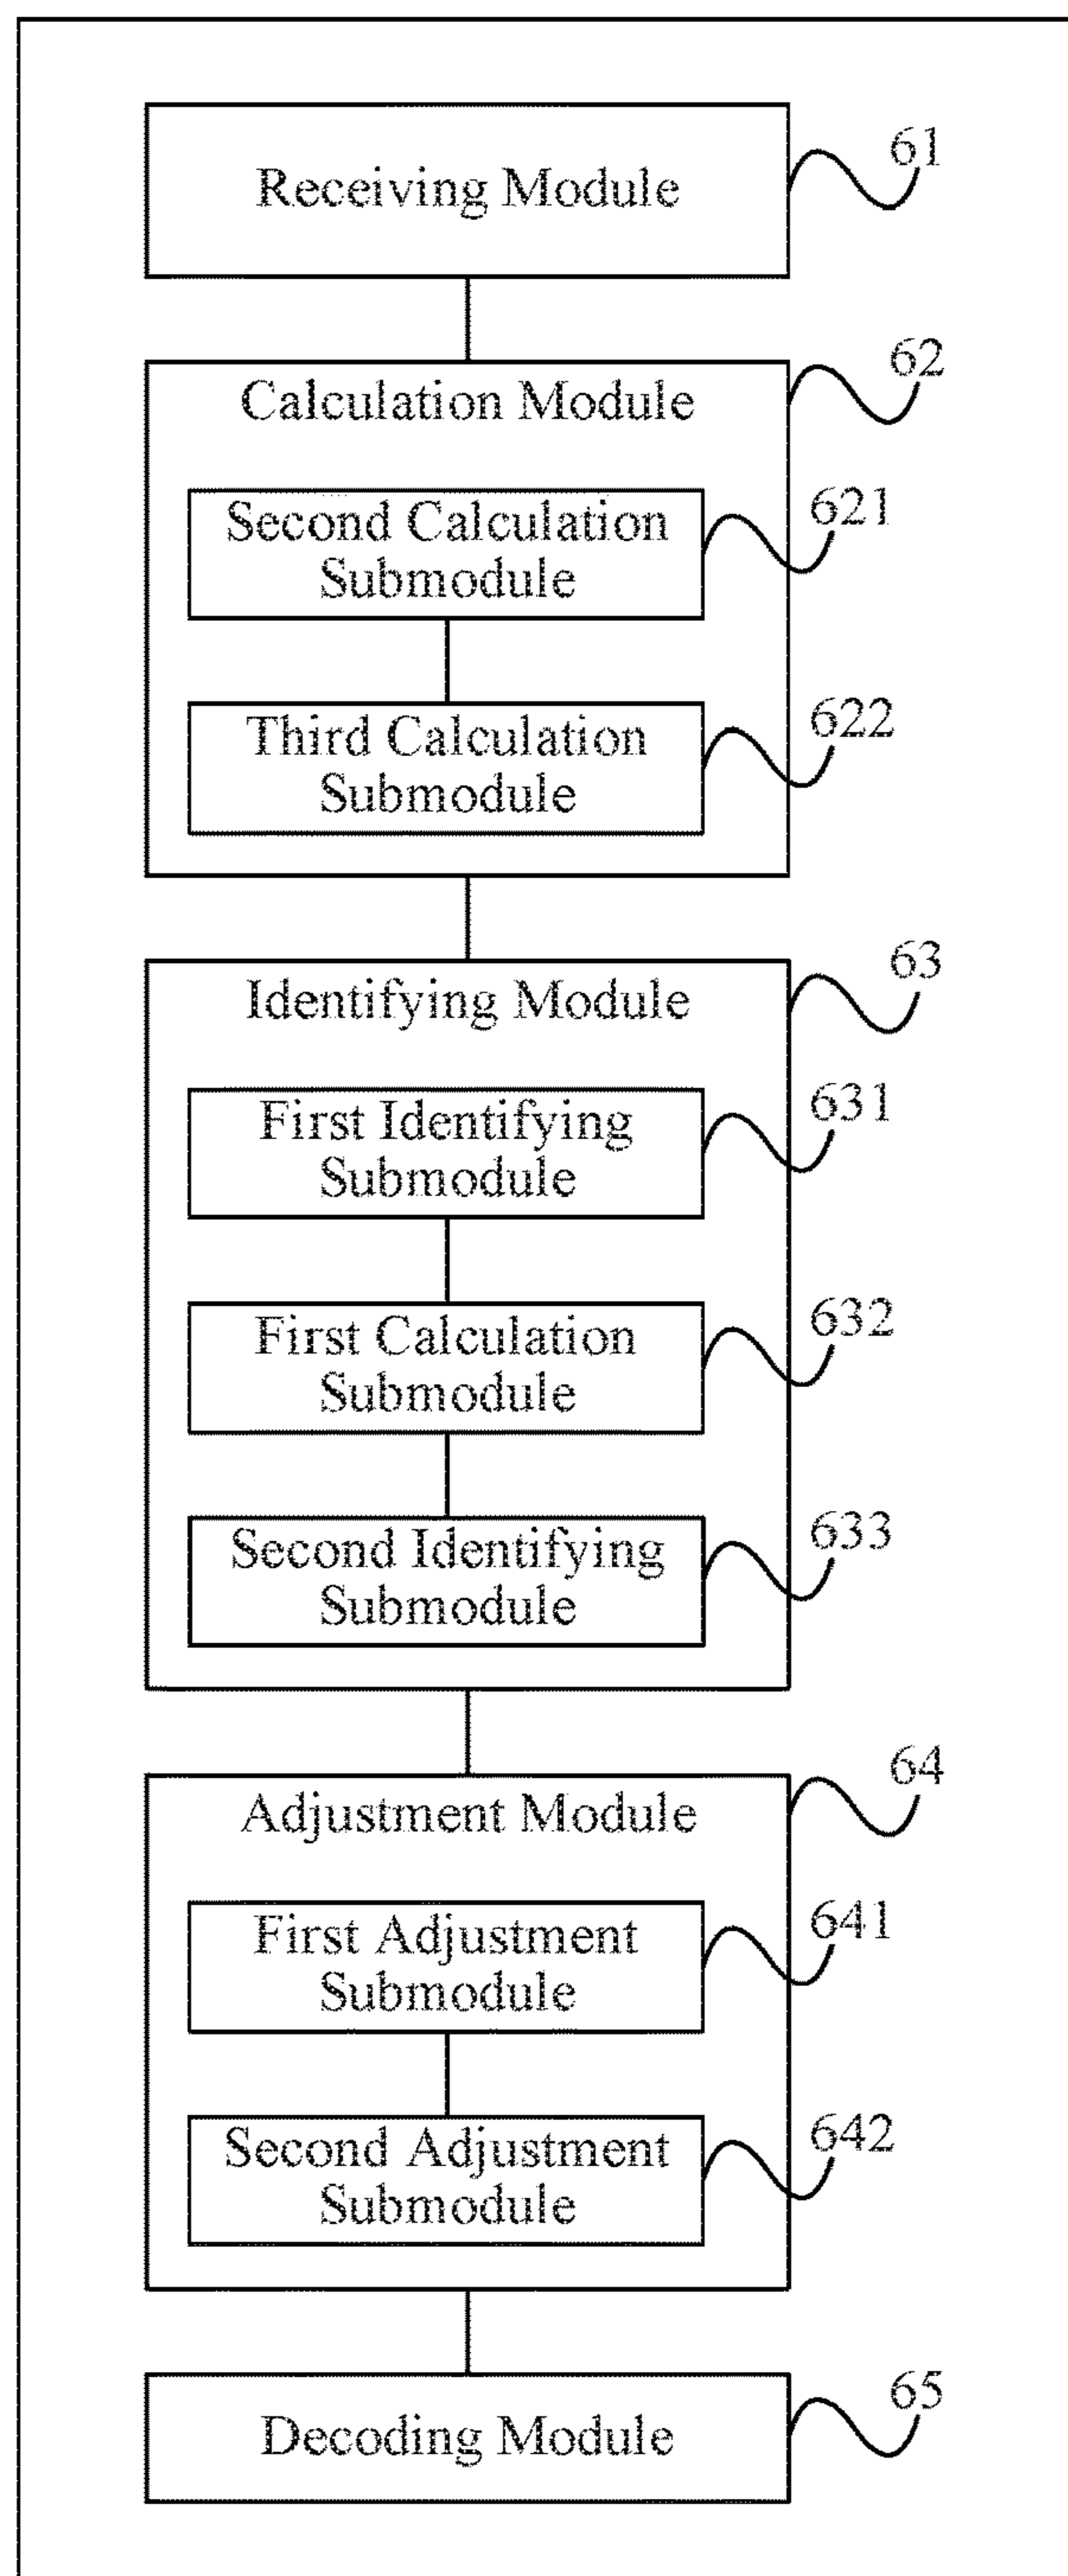 Receiving Module
61
Calculation Module
62
Second Calculation
Submodule
621
Third Calculation
Submodule
622
Identifying Module
63
First Identifying
Submodule
631
First Calculation
Submodule
632
Second Identifying
Submodule
633
Adjustment Module
64
First Adjustment
Submodule
641
Second Adjustment
Submodule
642
Decoding Module
65